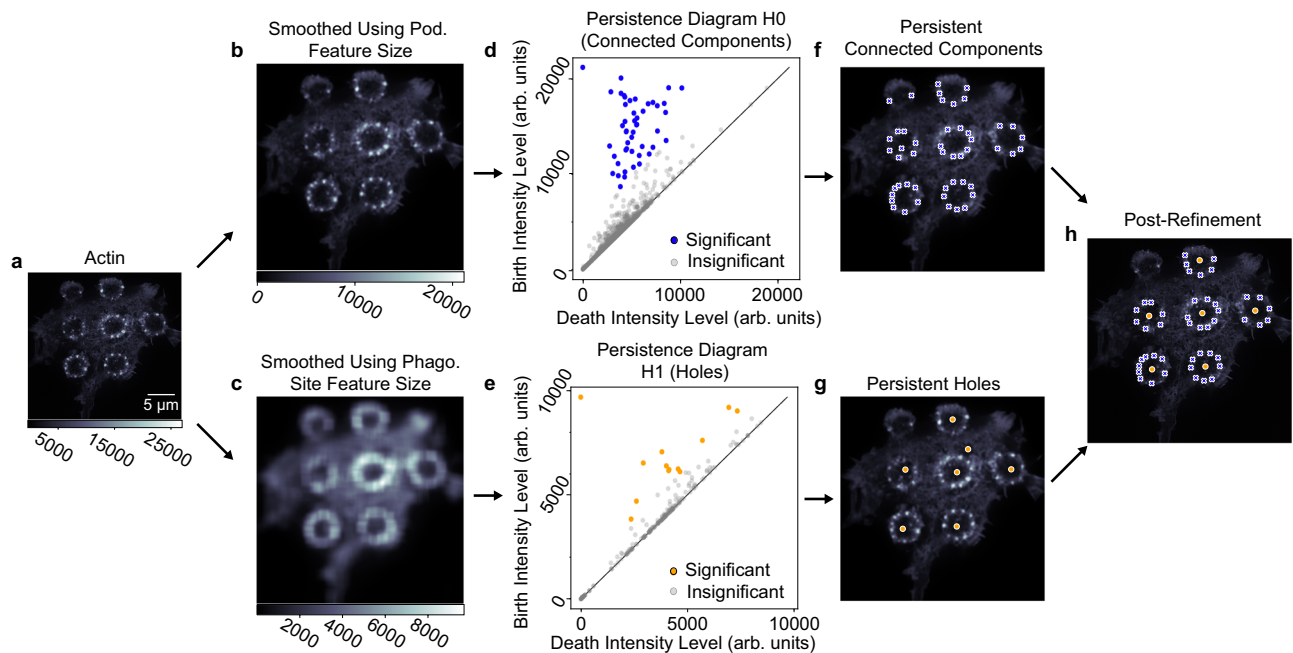 a
Actin
5 µm
5000 15000 25000
b
Smoothed Using Pod.
Feature Size
0 10000 20000
c
Smoothed Using Phago.
Site Feature Size
2000 4000 6000 8000
d
Persistence Diagram H0
(Connected Components)
Birth Intensity Level (arb. units)
20000
10000
0
Significant
Insignificant
0 10000 20000
Death Intensity Level (arb. units)
e
Persistence Diagram
H1 (Holes)
Birth Intensity Level (arb. units)
10000
5000
0
Significant
Insignificant
0 5000 10000
Death Intensity Level (arb. units)
f
Persistent
Connected Components
g
Persistent Holes
h
Post-Refinement